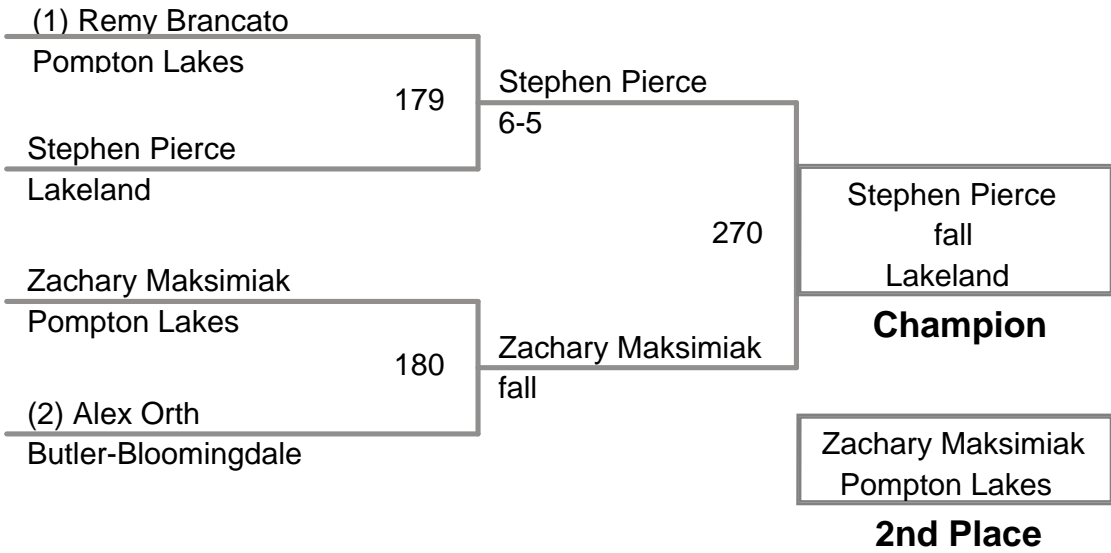 (1) Remy Brancato
Pompton Lakes
179
Stephen Pierce
6-5
Stephen Pierce
Lakeland
Stephen Pierce
fall
Lakeland
Champion
270
Zachary Maksimiak
Pompton Lakes
180
Zachary Maksimiak
fall
(2) Alex Orth
Butler-Bloomingdale
Zachary Maksimiak
Pompton Lakes
2nd Place